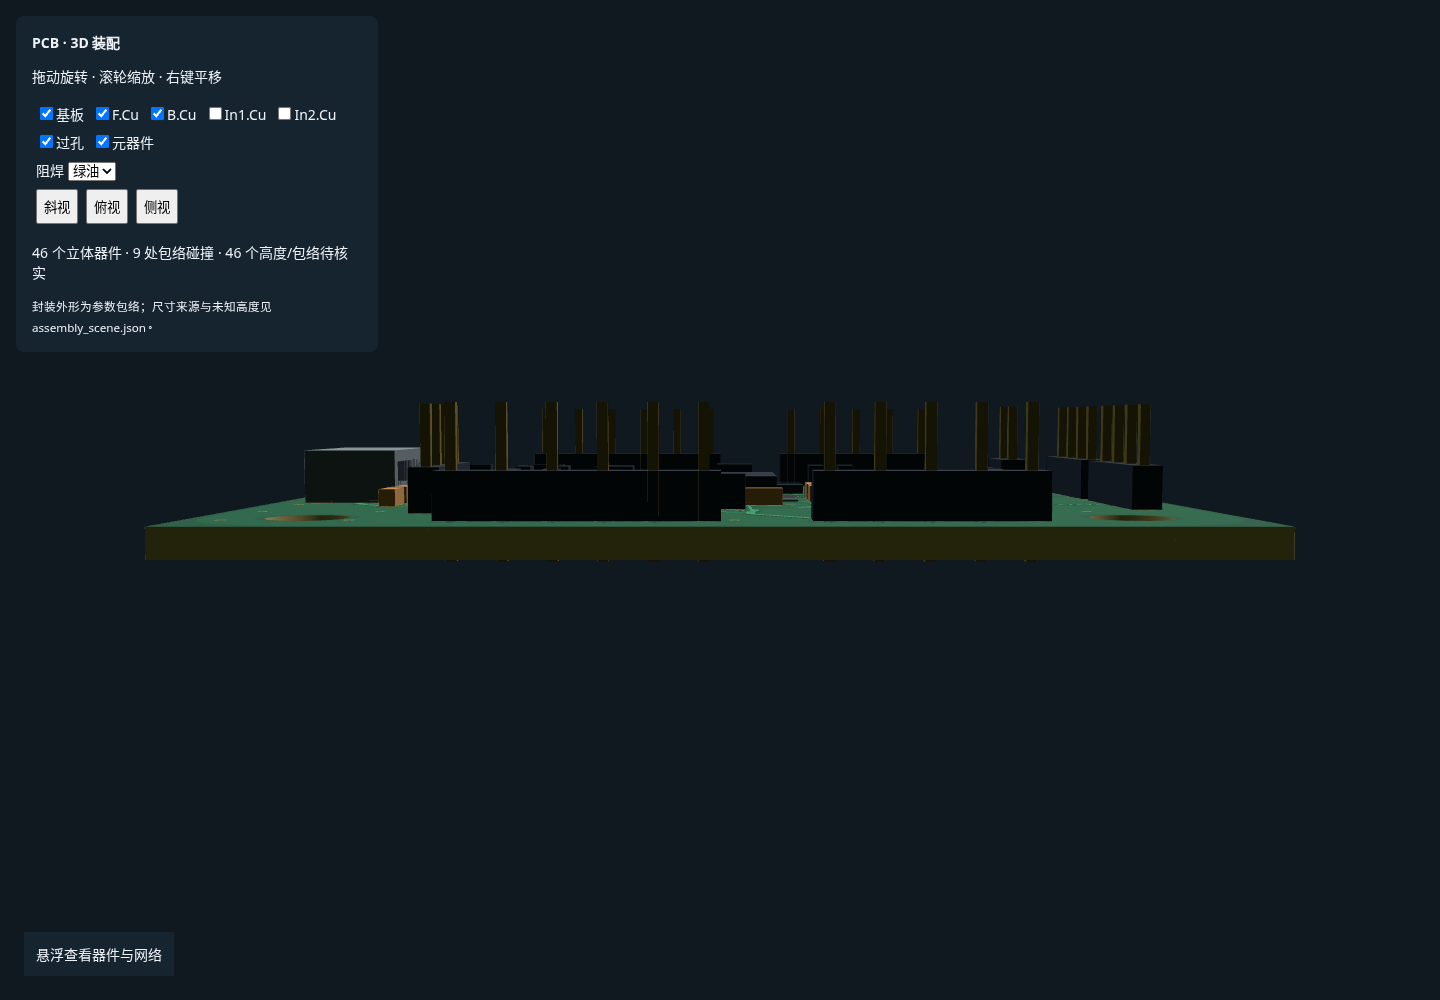 PCB · 3D 装配
拖动旋转 · 滚轮缩放 · 右键平移
基板 F.Cu B.Cu In1.Cu In2.Cu
过孔 元器件
阻焊 绿油
斜视 俯视 侧视
46 个立体器件 · 9 处包络碰撞 · 46 个高度/包络待核
实
封装外形为参数包络；尺寸来源与未知高度见
assembly_scene.json。
悬浮查看器件与网络